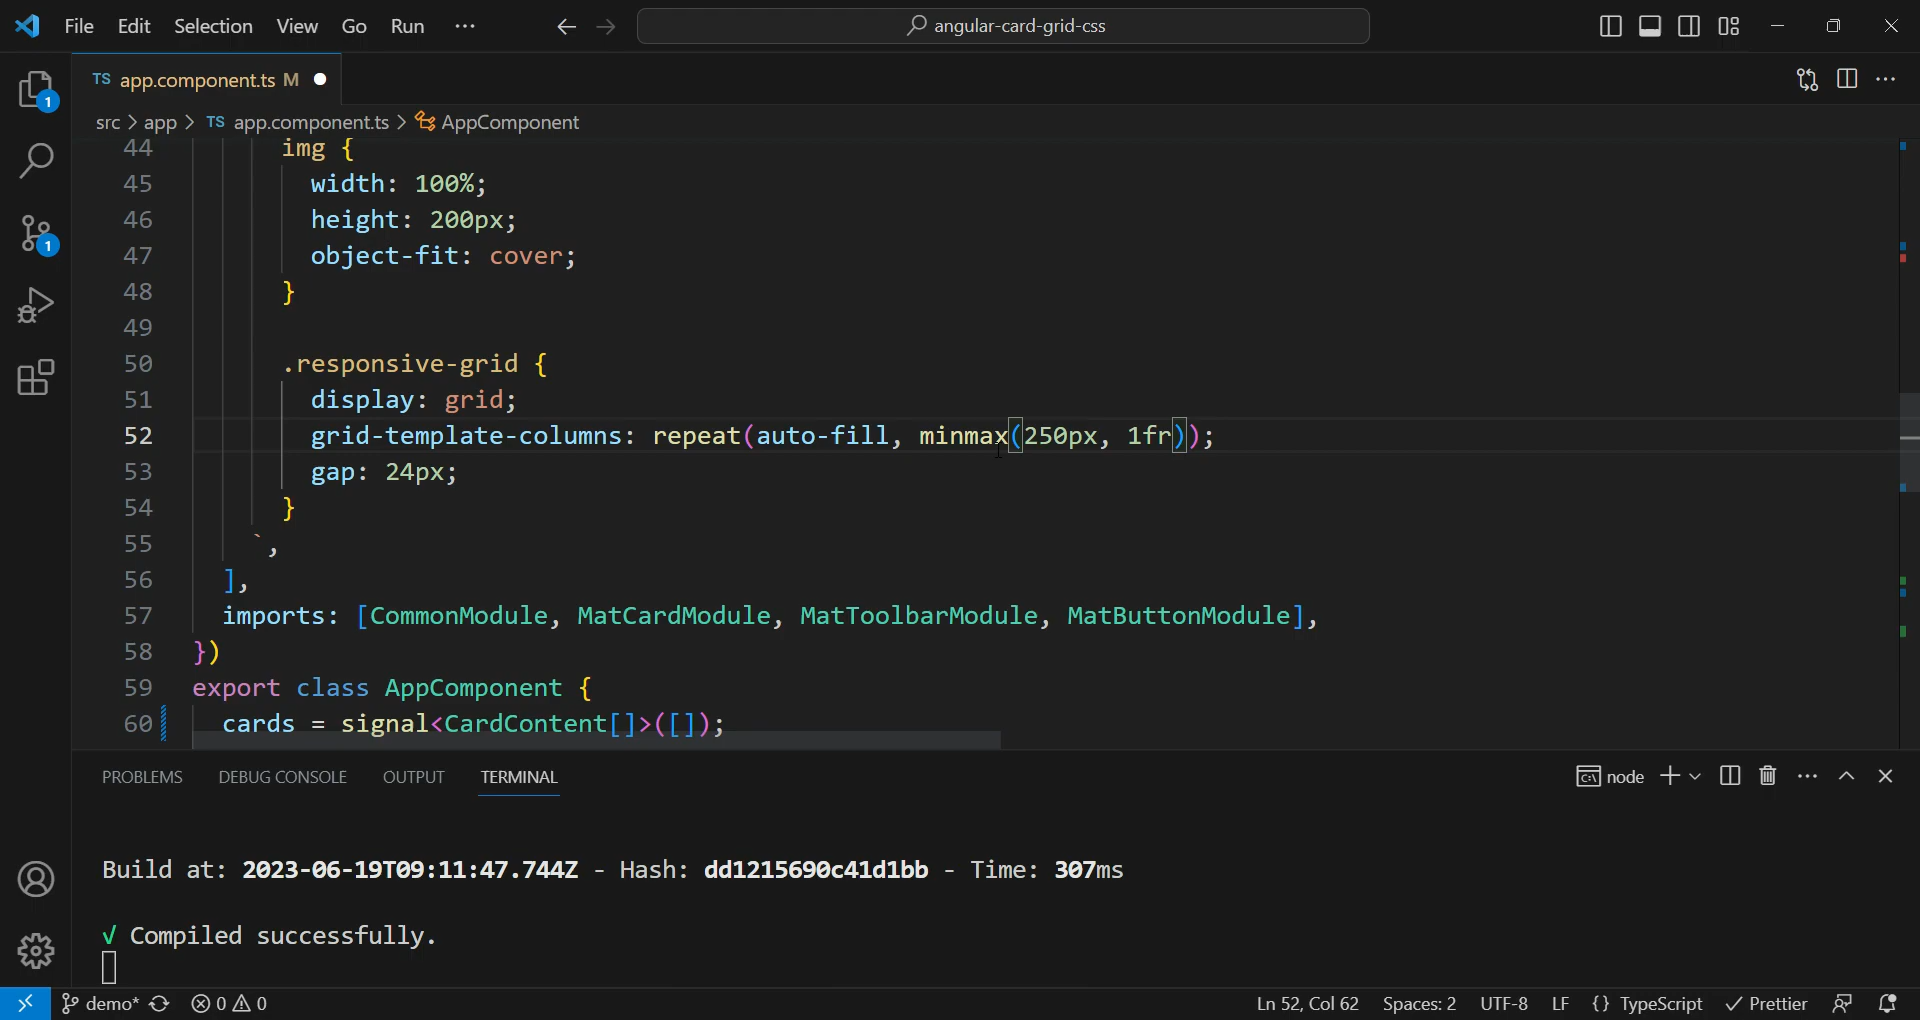 File Edit Selection View Go Run ··· angular-card-grid-css
TS app.component.ts M
src > app > TS app.component.ts > AppComponent
44 img {
45 width: 100%;
46 height: 200px;
47 object-fit: cover;
48 }
49
50 .responsive-grid {
51 display: grid;
52 grid-template-columns: repeat(auto-fill, minmax(250px, 1fr));
53 gap: 24px;
54 }
55 `,
56 ],
57 imports: [CommonModule, MatCardModule, MatToolbarModule, MatButtonModule],
58 })
59 export class AppComponent {
60 cards = signal<CardContent[]>([]);
1
1
PROBLEMS DEBUG CONSOLE OUTPUT TERMINAL node
Build at: 2023-06-19T09:11:47.744Z - Hash: dd1215690c41d1bb - Time: 307ms
√ Compiled successfully.
demo* 0 0 Ln 52, Col 62 Spaces: 2 UTF-8 LF {} TypeScript ✓ Prettier